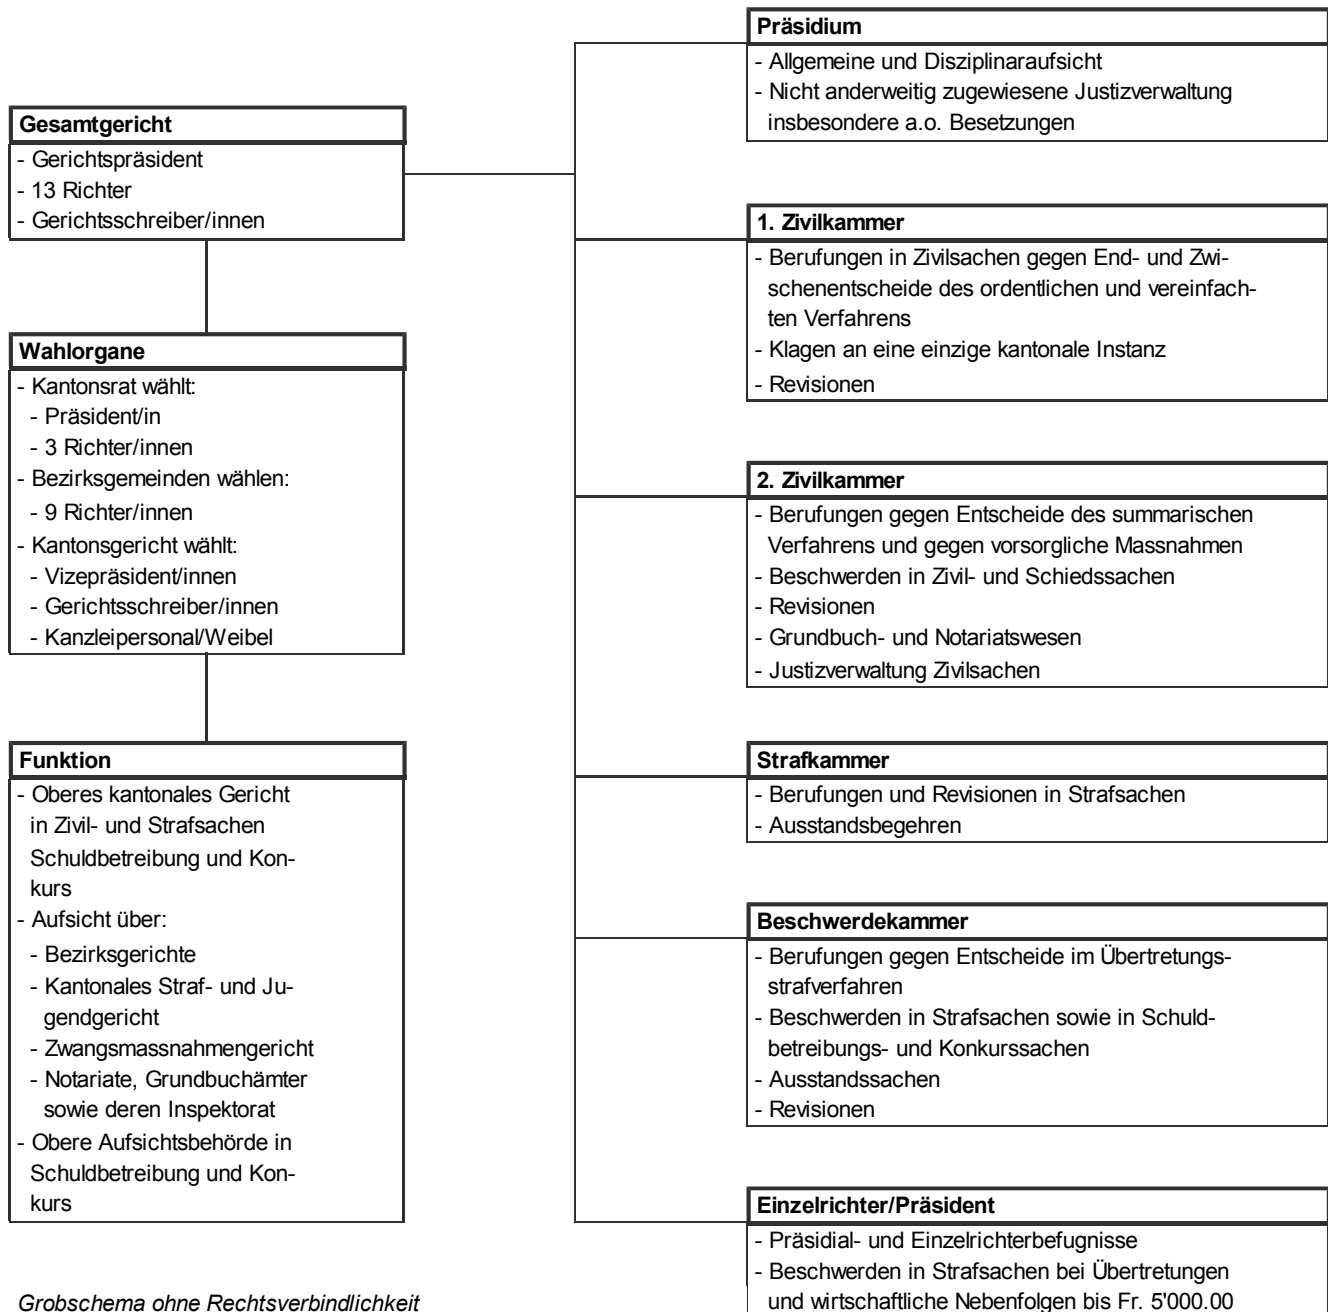 Gesamtgericht
- Gerichtspräsident
- 13 Richter
- Gerichtsschreiber/innen
Wahlorgane
- Kantonsrat wählt:
- Präsident/in
- 3 Richter/innen
- Bezirksgemeinden wählen:
- 9 Richter/innen
- Kantonsgericht wählt:
- Vizepräsident/innen
- Gerichtsschreiber/innen
- Kanzleipersonal/Weibel
Funktion
- Oberes kantonales Gericht
in Zivil- und Strafsachen
Schuldbetreibung und Kon-
kurs
- Aufsicht über:
- Bezirksgerichte
- Kantonales Straf- und Ju-
gendgericht
- Zwangsmassnahmengericht
- Notariate, Grundbuchämter
sowie deren Inspektorat
- Obere Aufsichtsbehörde in
Schuldbetreibung und Kon-
kurs
Grobschema ohne Rechtsverbindlichkeit
Präsidium
- Allgemeine und Disziplinaraufsicht
- Nicht anderweitig zugewiesene Justizverwaltung
insbesondere a.o. Besetzungen
1. Zivilkammer
- Berufungen in Zivilsachen gegen End- und Zwi-
schenentscheide des ordentlichen und vereinfach-
ten Verfahrens
- Klagen an eine einzige kantonale Instanz
- Revisionen
2. Zivilkammer
- Berufungen gegen Entscheide des summarischen
Verfahrens und gegen vorsorgliche Massnahmen
- Beschwerden in Zivil- und Schiedssachen
- Revisionen
- Grundbuch- und Notariatswesen
- Justizverwaltung Zivilsachen
Strafkammer
- Berufungen und Revisionen in Strafsachen
- Ausstandsbegehren
Beschwerdekammer
- Berufungen gegen Entscheide im Übertretungs-
strafverfahren
- Beschwerden in Strafsachen sowie in Schuld-
betreibungs- und Konkurssachen
- Ausstandssachen
- Revisionen
Einzelrichter/Präsident
- Präsidial- und Einzelrichterbefugnisse
- Beschwerden in Strafsachen bei Übertretungen
und wirtschaftliche Nebenfolgen bis Fr. 5'000.00